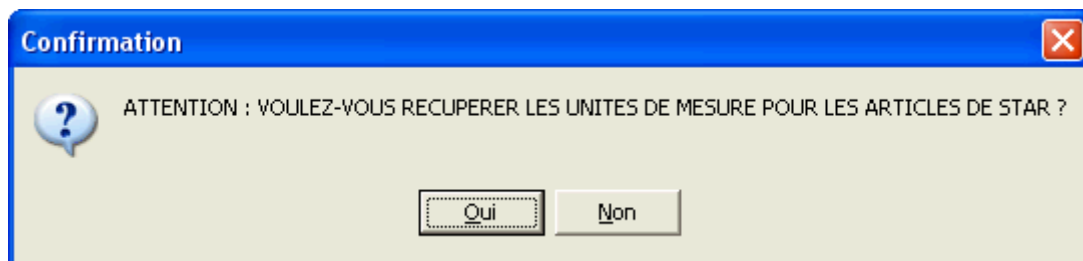 Confirmation
ATTENTION : VOULEZ-VOUS RECUPERER LES UNITES DE MESURE POUR LES ARTICLES DE STAR ?
Oui Non